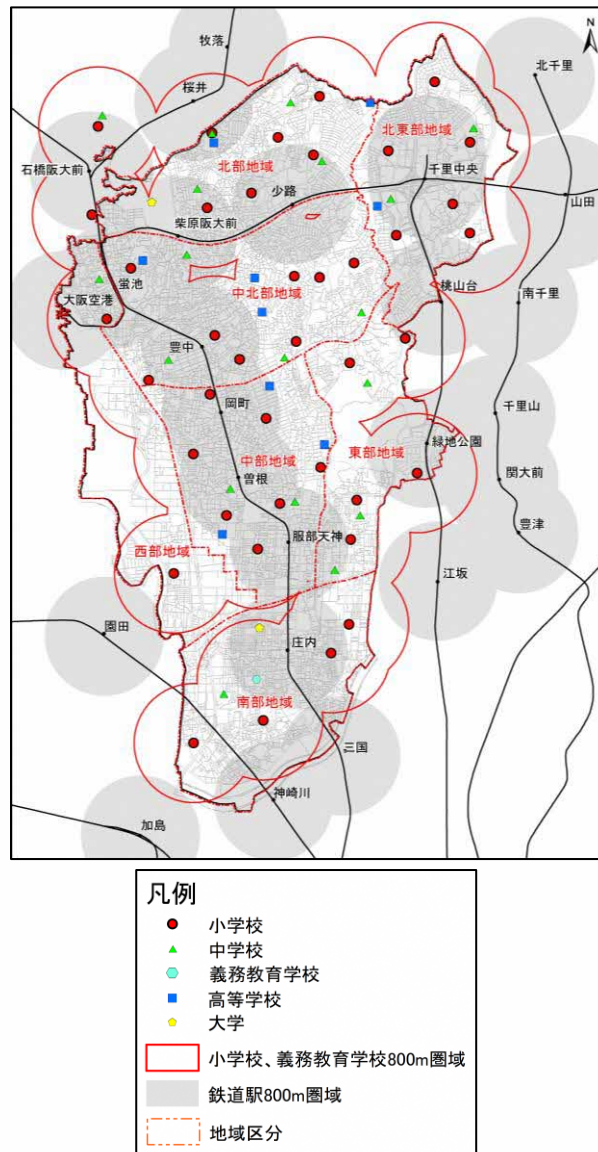 N
牧落
北千里
桜井
北東部地域
石橋阪大前
北部地域
千里中央
少路
山田
柴原阪大前
蛍池
大阪空港
中北部地域
桃山台
南千里
豊中
岡町
千里山
中部地域
東部地域
緑地公園
曽根
関大前
豊津
服部天神
西部地域
江坂
園田
庄内
南部地域
三国
神崎川
加島
凡例
小学校
中学校
義務教育学校
高等学校
大学
小学校、義務教育学校800m圏域
鉄道駅800m圏域
地域区分